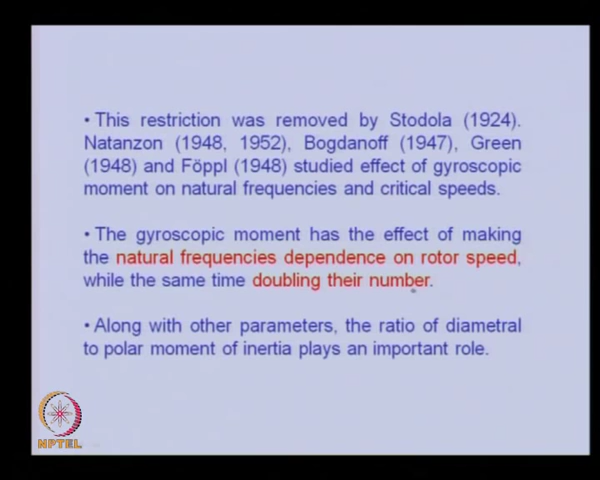 • This restriction was removed by Stodola (1924).
Natanzon (1948, 1952), Bogdanoff (1947), Green
(1948) and Föppl (1948) studied effect of gyroscopic
moment on natural frequencies and critical speeds.
• The gyroscopic moment has the effect of making
the natural frequencies dependence on rotor speed,
while the same time doubling their number.
• Along with other parameters, the ratio of diametral
to polar moment of inertia plays an important role.
NPTEL